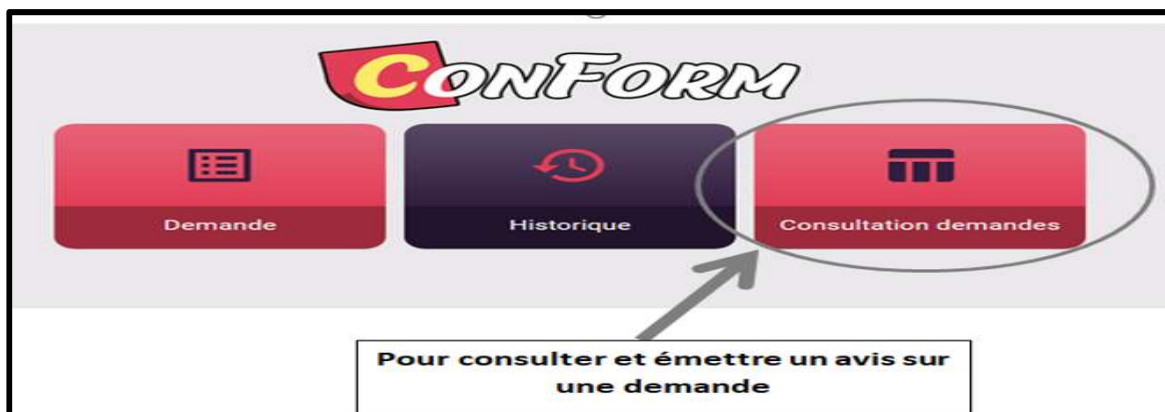 ConForm
Demande
Historique
Consultation demandes
Pour consulter et émettre un avis sur
une demande